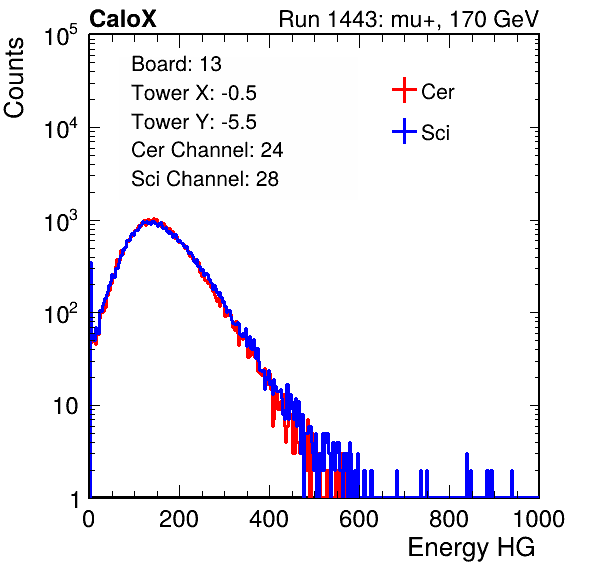 CaloX Run 1443: mu+, 170 GeV
Counts
10^5
10^4
10^3
10^2
10
1
Board: 13
Tower X: -0.5
Tower Y: -5.5
Cer Channel: 24
Sci Channel: 28
Cer
Sci
0 200 400 600 800 1000
Energy HG